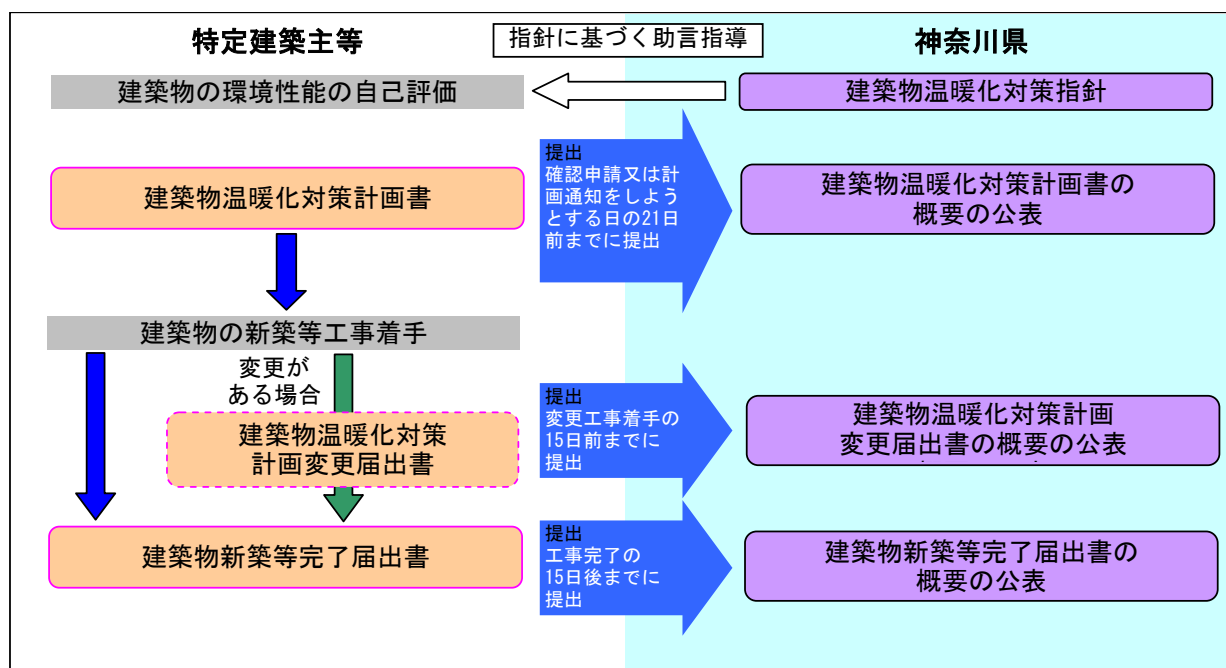 特定建築主等
指針に基づく助言指導
神奈川県
建築物の環境性能の自己評価
建築物温暖化対策指針
建築物温暖化対策計画書
提出
確認申請又は計
画通知をしよう
とする日の21日
前までに提出
建築物温暖化対策計画書の
概要の公表
建築物の新築等工事着手
変更が
ある場合
建築物温暖化対策
計画変更届出書
提出
変更工事着手の
15日前までに
提出
建築物温暖化対策計画
変更届出書の概要の公表
建築物新築等完了届出書
提出
工事完了の
15日後までに
提出
建築物新築等完了届出書の
概要の公表